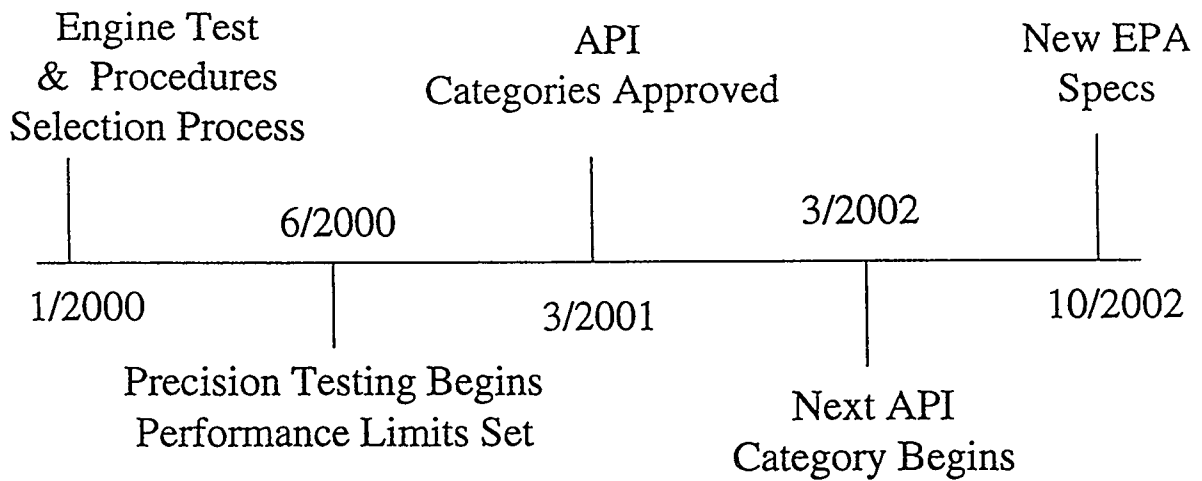 Engine Test
& Procedures
Selection Process
API
Categories Approved
New EPA
Specs
6/2000
3/2002
1/2000
3/2001
10/2002
Precision Testing Begins
Performance Limits Set
Next API
Category Begins